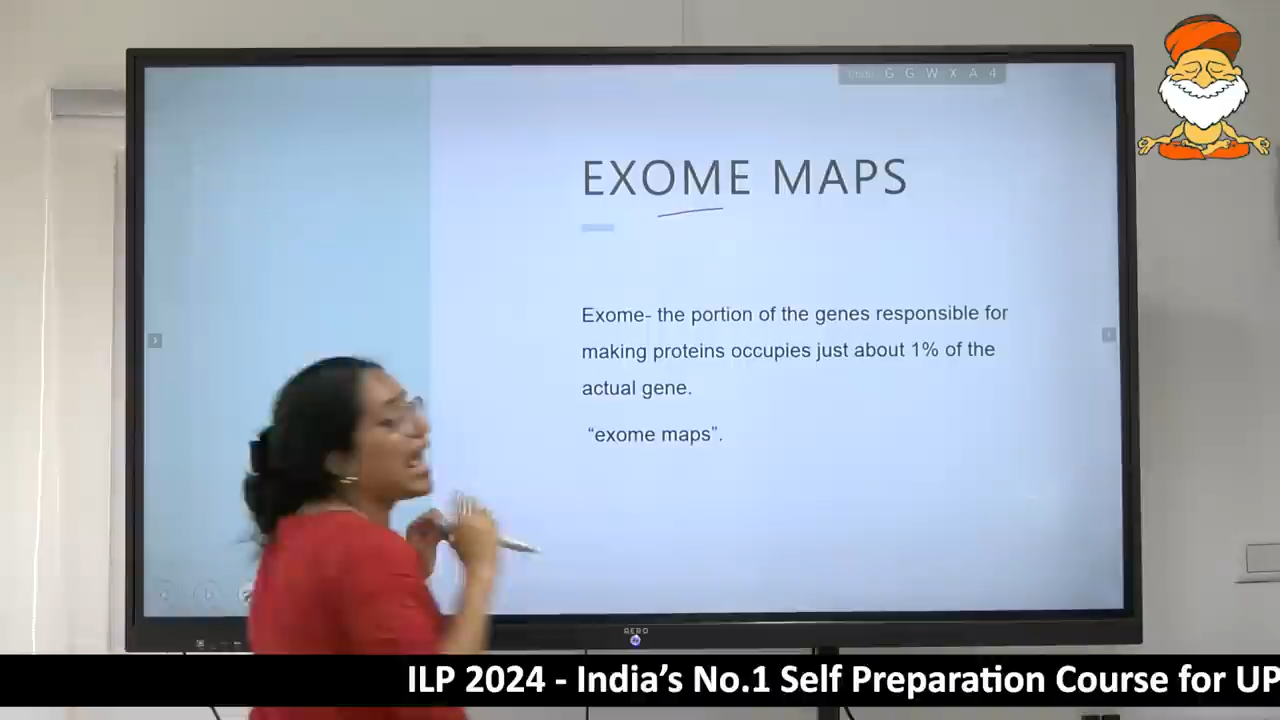 G G W X A 4
EXOME MAPS
Exome- the portion of the genes responsible for
making proteins occupies just about 1% of the
actual gene.
“exome maps”.
ILP 2024 - India’s No.1 Self Preparation Course for UP